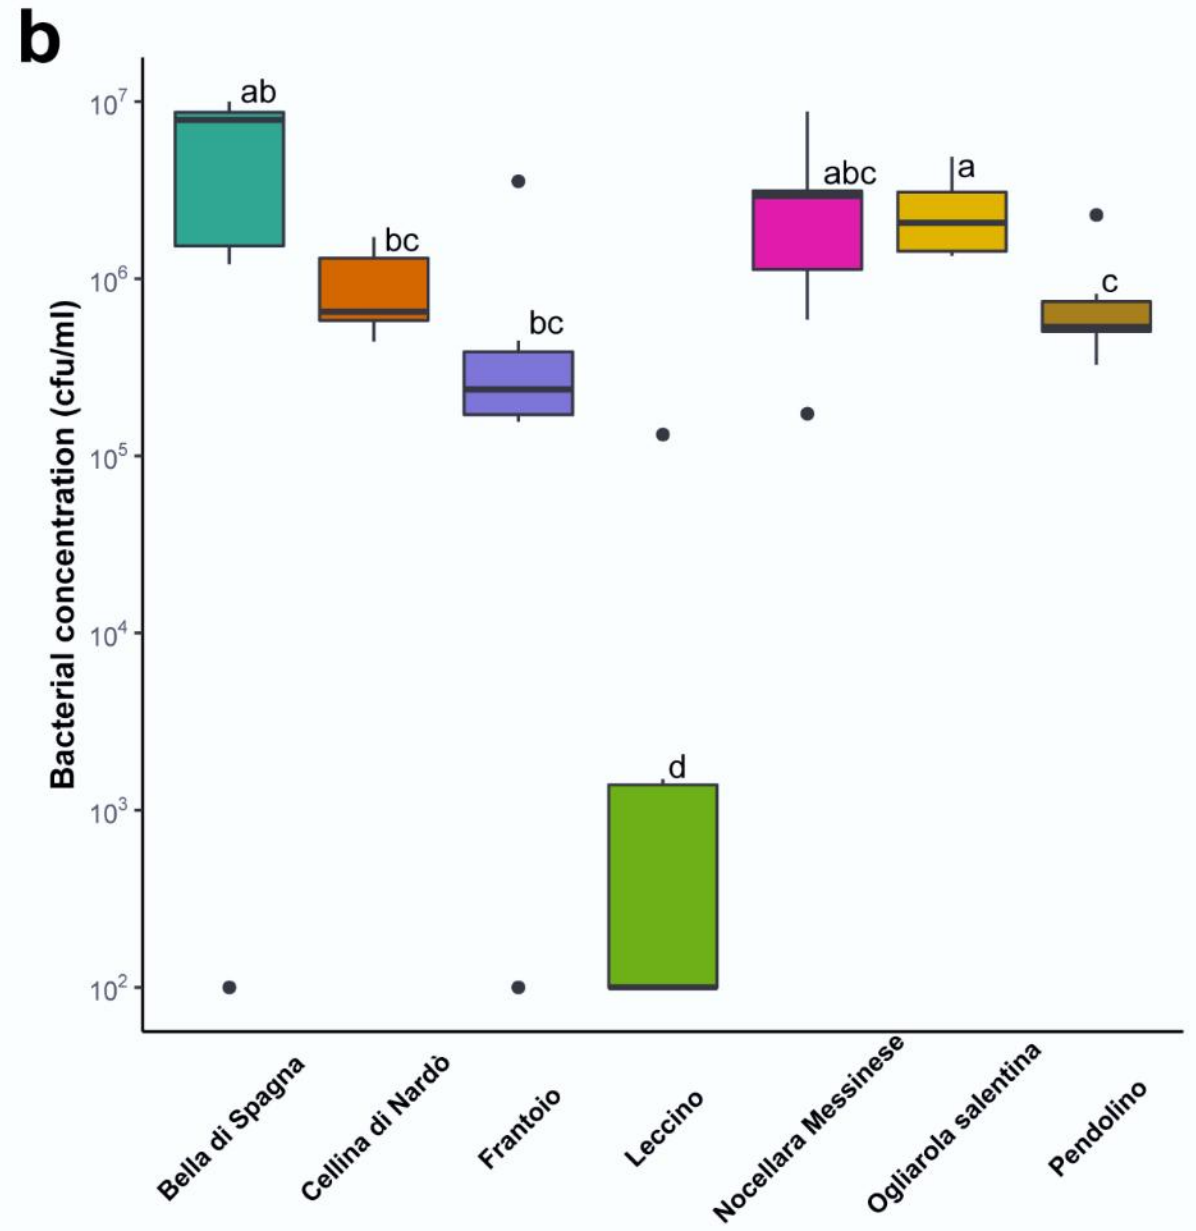 b
Bacterial concentration (cfu/ml)
10⁷
10⁶
10⁵
10⁴
10³
10²
ab
bc
bc
d
abc
a
c
Bella di Spagna
Cellina di Nardò
Frantoio
Leccino
Nocellara Messinese
Ogliarola salentina
Pendolino